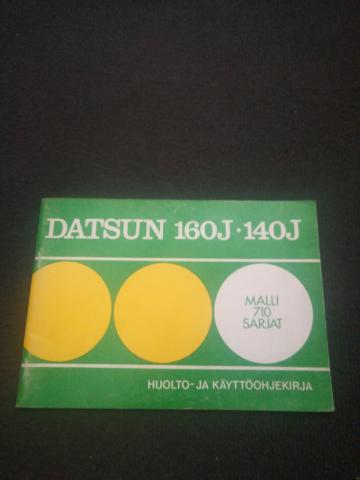 DATSUN 160J·140J
MALLI
710
SARJAT
HUOLTO- JA KÄYTTÖOHJEKIRJA